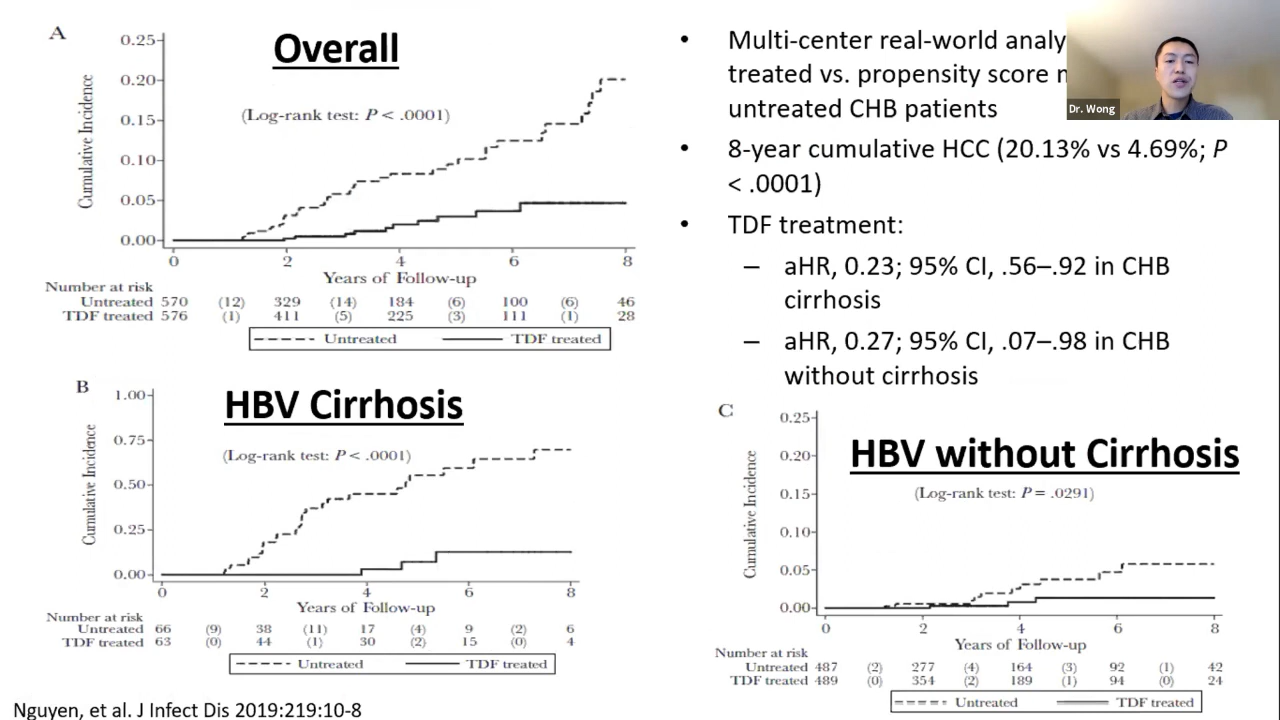 A
Overall
(Log-rank test: P < .0001)
Cumulative Incidence
0.25
0.20
0.15
0.10
0.05
0.00
0 2 4 6 8
Years of Follow-up
Number at risk
Untreated 570 (12) 329 (14) 184 (6) 100 (6) 46
TDF treated 576 (1) 411 (5) 225 (3) 111 (1) 28
Untreated TDF treated
B
HBV Cirrhosis
(Log-rank test: P < .0001)
Cumulative Incidence
1.00
0.75
0.50
0.25
0.00
0 2 4 6 8
Years of Follow-up
Number at risk
Untreated 66 (9) 38 (11) 17 (4) 9 (2) 6
TDF treated 63 (0) 44 (1) 30 (2) 15 (0) 4
Untreated TDF treated
Nguyen, et al. J Infect Dis 2019:219:10-8
• Multi-center real-world
treated vs. propensity score
untreated CHB patients
• 8-year cumulative HCC (20.13% vs 4.69%; P
< .0001)
• TDF treatment:
– aHR, 0.23; 95% CI, .56–.92 in CHB
cirrhosis
– aHR, 0.27; 95% CI, .07–.98 in CHB
without cirrhosis
Dr. Wong
C
HBV without Cirrhosis
(Log-rank test: P = .0291)
Cumulative Incidence
0.25
0.20
0.15
0.10
0.05
0.00
0 2 4 6 8
Years of Follow-up
Number at risk
Untreated 487 (2) 277 (4) 164 (3) 92 (1) 42
TDF treated 489 (0) 354 (2) 189 (1) 94 (0) 24
Untreated TDF treated